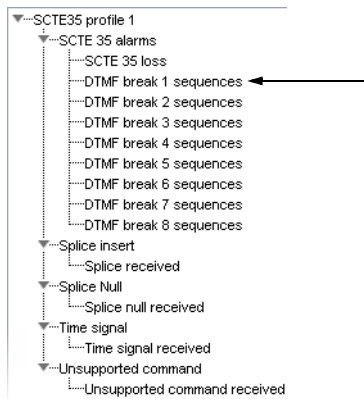 SCTE35 profile 1
SCTE 35 alarms
SCTE 35 loss
DTMF break 1 sequences
DTMF break 2 sequences
DTMF break 3 sequences
DTMF break 4 sequences
DTMF break 5 sequences
DTMF break 6 sequences
DTMF break 7 sequences
DTMF break 8 sequences
Splice insert
Splice received
Splice Null
Splice null received
Time signal
Time signal received
Unsupported command
Unsupported command received